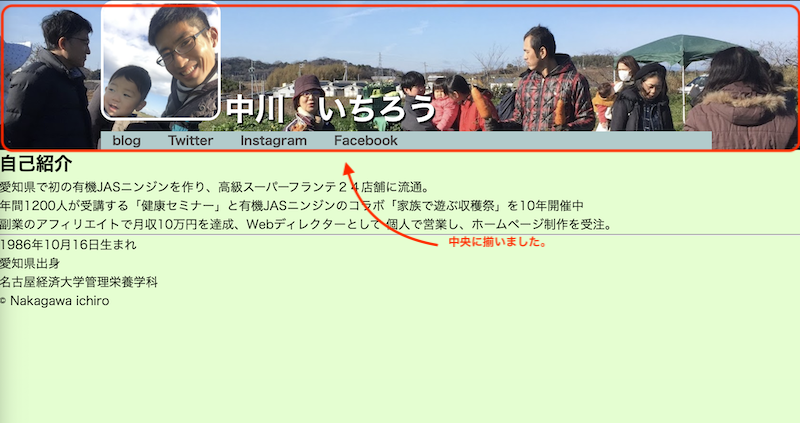 中川　いちろう
blog Twitter Instagram Facebook
自己紹介
愛知県で初の有機JASニンジンを作り、高級スーパーフランテ２４店舗に流通。
年間1200人が受講する「健康セミナー」と有機JASニンジンのコラボ「家族で遊ぶ収穫祭」を10年開催中
副業のアフィリエイトで月収10万円を達成、Webディレクターとして 個人で営業し、ホームページ制作を受注。
中央に揃いました。
1986年10月16日生まれ
愛知県出身
名古屋経済大学管理栄養学科
© Nakagawa ichiro